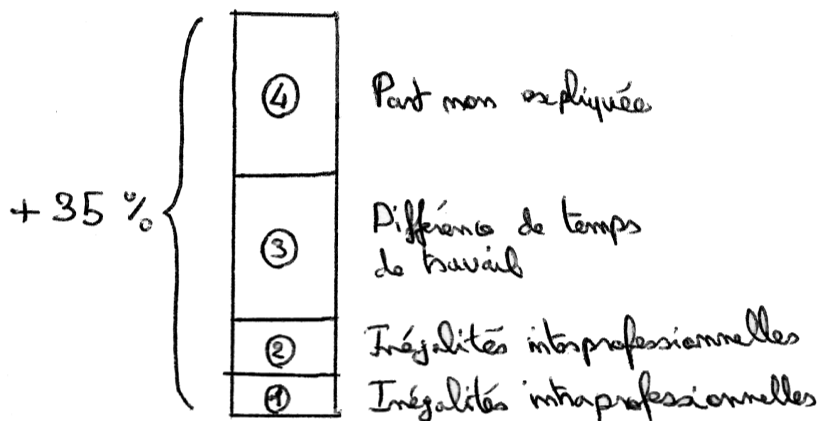 ④ Part non expliquée
+ 35 %
③ Différence de temps
de travail
② Inégalités interprofessionnelles
① Inégalités intraprofessionnelles